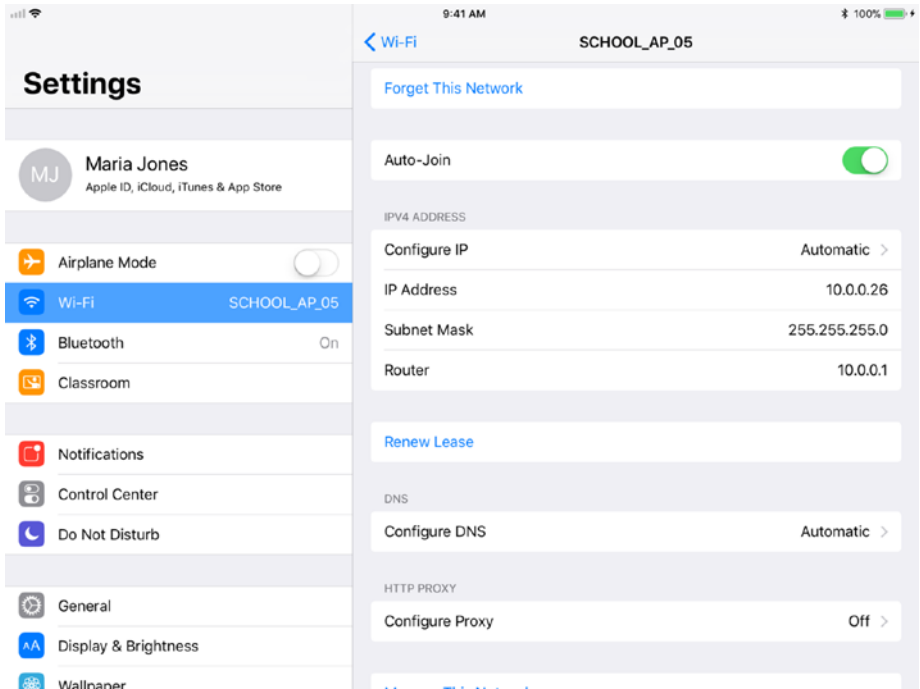 9:41 AM
100%
Settings
MJ
Maria Jones
Apple ID, iCloud, iTunes & App Store
Airplane Mode
Wi-Fi SCHOOL_AP_05
Bluetooth On
Classroom
Notifications
Control Center
Do Not Disturb
General
AA Display & Brightness
Wallpaper
Wi-Fi
SCHOOL_AP_05
Forget This Network
Auto-Join
IPV4 ADDRESS
Configure IP Automatic
IP Address 10.0.0.26
Subnet Mask 255.255.255.0
Router 10.0.0.1
Renew Lease
DNS
Configure DNS Automatic
HTTP PROXY
Configure Proxy Off